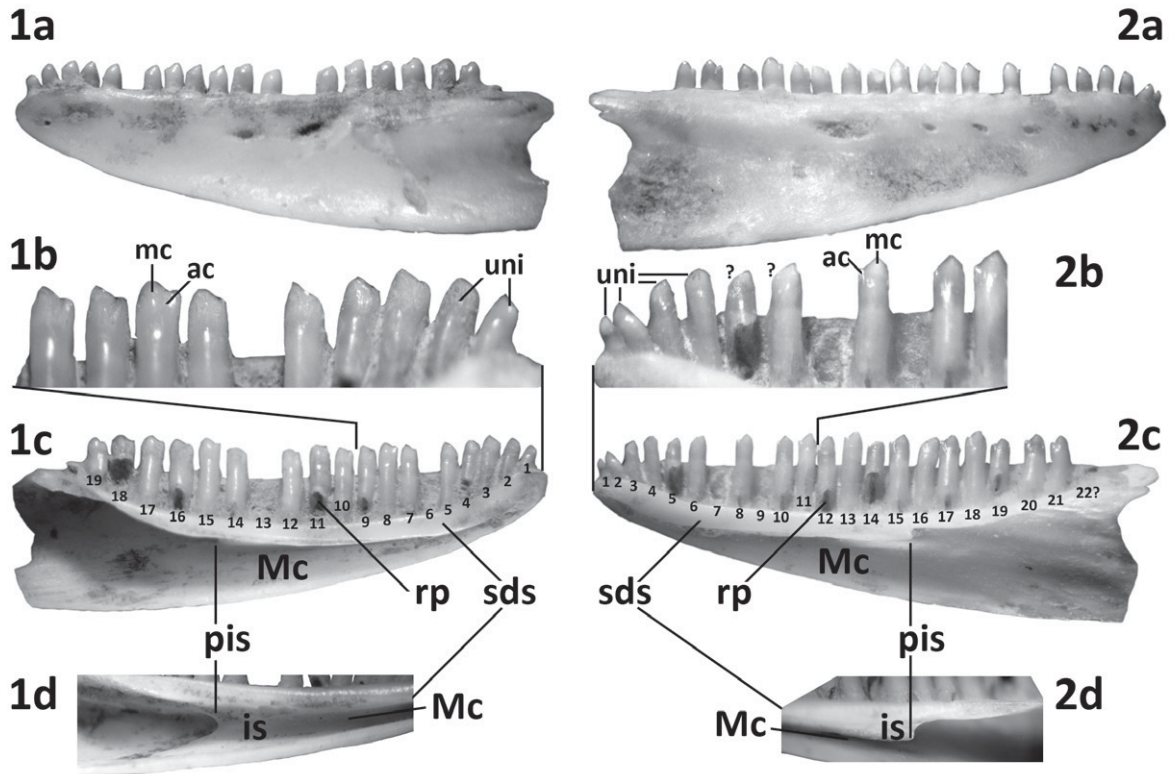 1a 2a
1b mc ac uni uni ? ? ac mc 2b
1c 2c
19 18 17 16 15 14 13 12 11 10 9 8 7 6 5 4 3 2 1
1 2 3 4 5 6 7 8 9 10 11 12 13 14 15 16 17 18 19 20 21 22?
Mc Mc
rp sds sds rp
pis pis
1d is Mc Mc is 2d